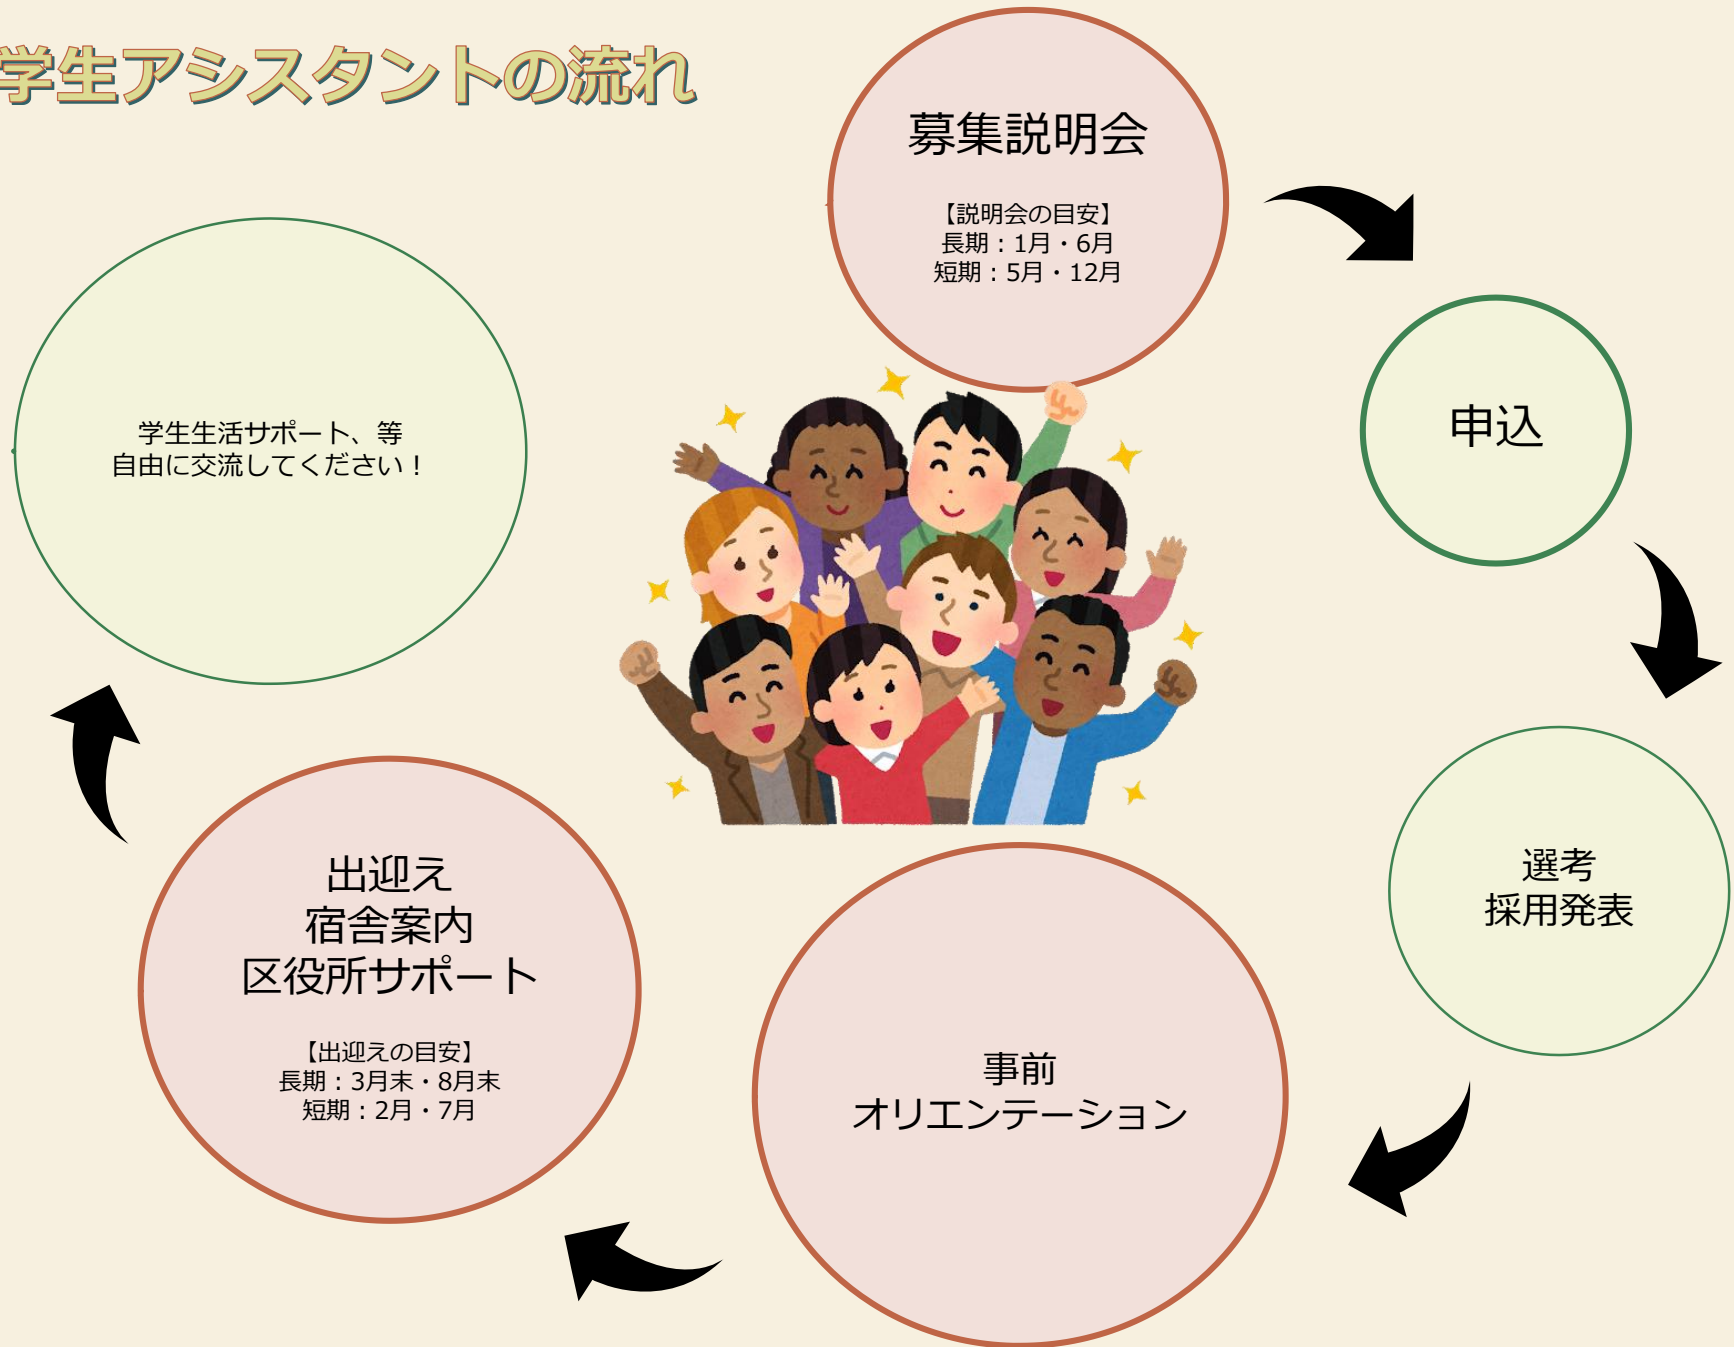 学生アシスタントの流れ
募集説明会
【説明会の目安】
長期：1月・6月
短期：5月・12月
申込
選考
採用発表
事前
オリエンテーション
出迎え
宿舎案内
区役所サポート
【出迎えの目安】
長期：3月末・8月末
短期：2月・7月
学生生活サポート、等
自由に交流してください！